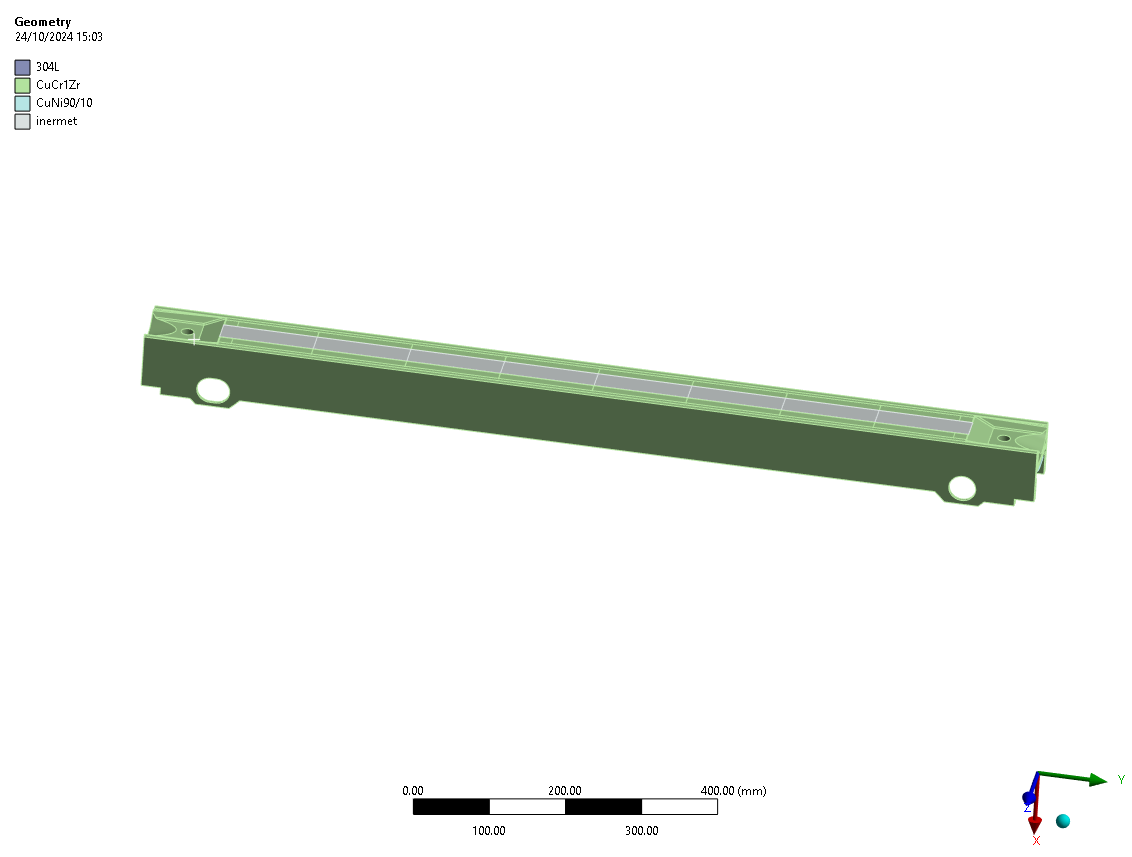 Geometry
24/10/2024 15:03
304L
CuCr1Zr
CuNi90/10
inermet
0.00 200.00 400.00 (mm)
100.00 300.00
Y
Z
X